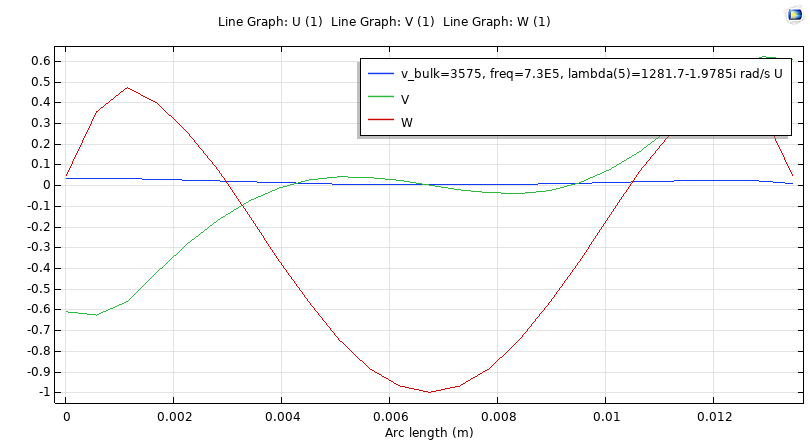 Line Graph: U (1) Line Graph: V (1) Line Graph: W (1)
v_bulk=3575, freq=7.3E5, lambda(5)=1281.7-1.9785i rad/s U
V
W
0.6
0.5
0.4
0.3
0.2
0.1
0
-0.1
-0.2
-0.3
-0.4
-0.5
-0.6
-0.7
-0.8
-0.9
-1
0 0.002 0.004 0.006 0.008 0.01 0.012
Arc length (m)